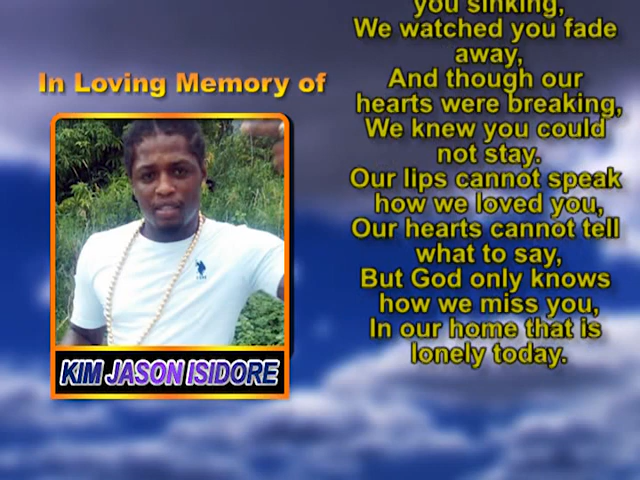 In Loving Memory of
KIM JASON ISIDORE
you sinking,
We watched you fade
away,
And though our
hearts were breaking,
We knew you could
not stay.
Our lips cannot speak
how we loved you,
Our hearts cannot tell
what to say,
But God only knows
how we miss you,
In our home that is
lonely today.